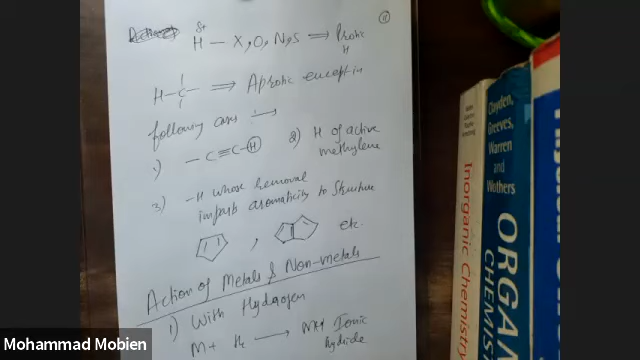 δ+
H — X, O, N, S ⟹ Protic H
11
H—C— ⟹ Aprotic except in
following cases :→
1) —C≡C—H 2) H of active
methylene
3) —H whose removal
imparts aromaticity to structure
, etc.
Action of Metals & Non-metals
1) With Hydrogen
M + H₂ ⟶ Ionic
hydride
Inorganic Chemistry
Clayden,
Greeves,
Warren
and
Wothers
ORGAN
CHEMISTRY
Mohammad Mobien